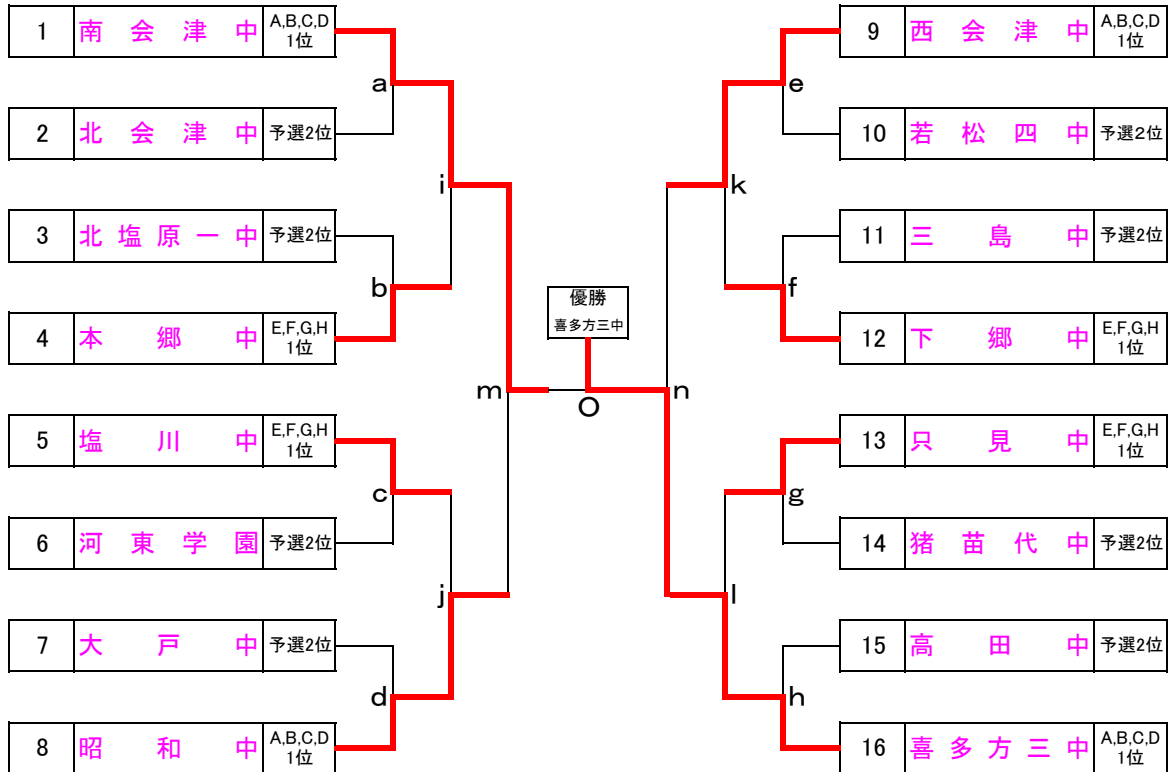 1 南会津中 A,B,C,D 1位
2 北会津中 予選2位
3 北塩原一中 予選2位
4 本郷中 E,F,G,H 1位
5 塩川中 E,F,G,H 1位
6 河東学園 予選2位
7 大戸中 予選2位
8 昭和中 A,B,C,D 1位
a
b
c
d
i
j
m
優勝
喜多方三中
O
n
k
l
e
f
g
h
9 西会津中 A,B,C,D 1位
10 若松四中 予選2位
11 三島中 予選2位
12 下郷中 E,F,G,H 1位
13 只見中 E,F,G,H 1位
14 猪苗代中 予選2位
15 高田中 予選2位
16 喜多方三中 A,B,C,D 1位